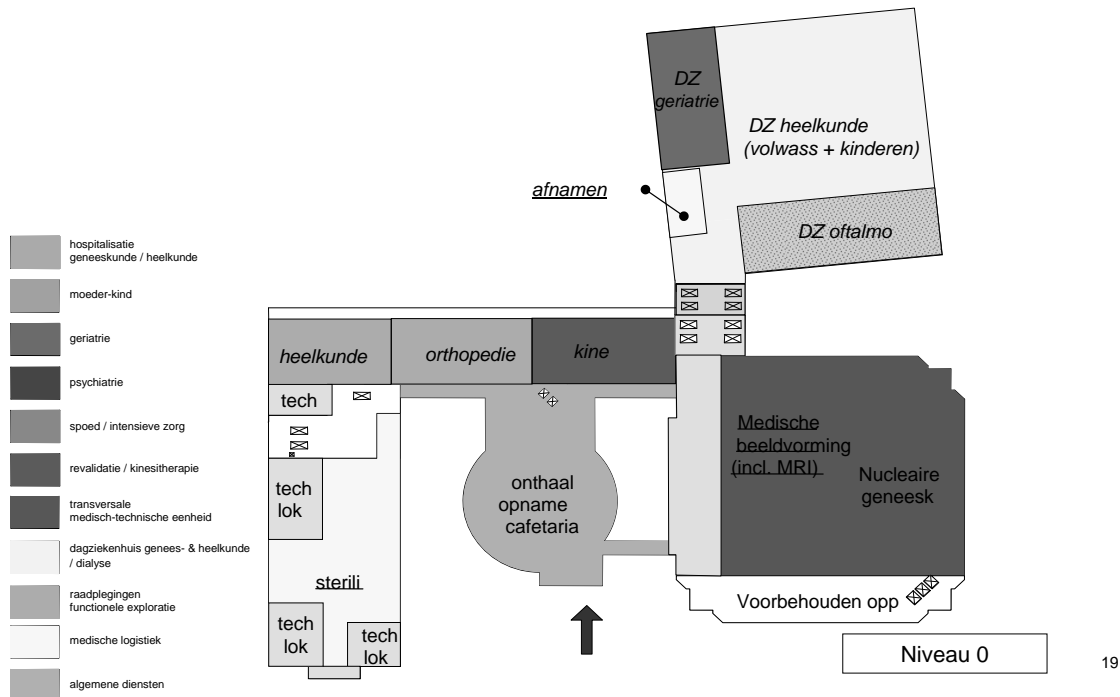 DZ
geriatrie
DZ heelkunde
(volwass + kinderen)
afnamen
DZ oftalmo
hospitalisatie
geneeskunde / heelkunde
moeder-kind
geriatrie
psychiatrie
spoed / intensieve zorg
revalidatie / kinesitherapie
transversale
medisch-technische eenheid
dagziekenhuis genees- & heelkunde
/ dialyse
raadplegingen
functionele exploratie
medische logistiek
algemene diensten
heelkunde
orthopedie
kine
tech
tech
lok
sterili
tech
lok
tech
lok
onthaal
opname
cafetaria
Medische
beeldvorming
(incl. MRI)
Nucleaire
geneesk
Voorbehouden opp
Niveau 0
19